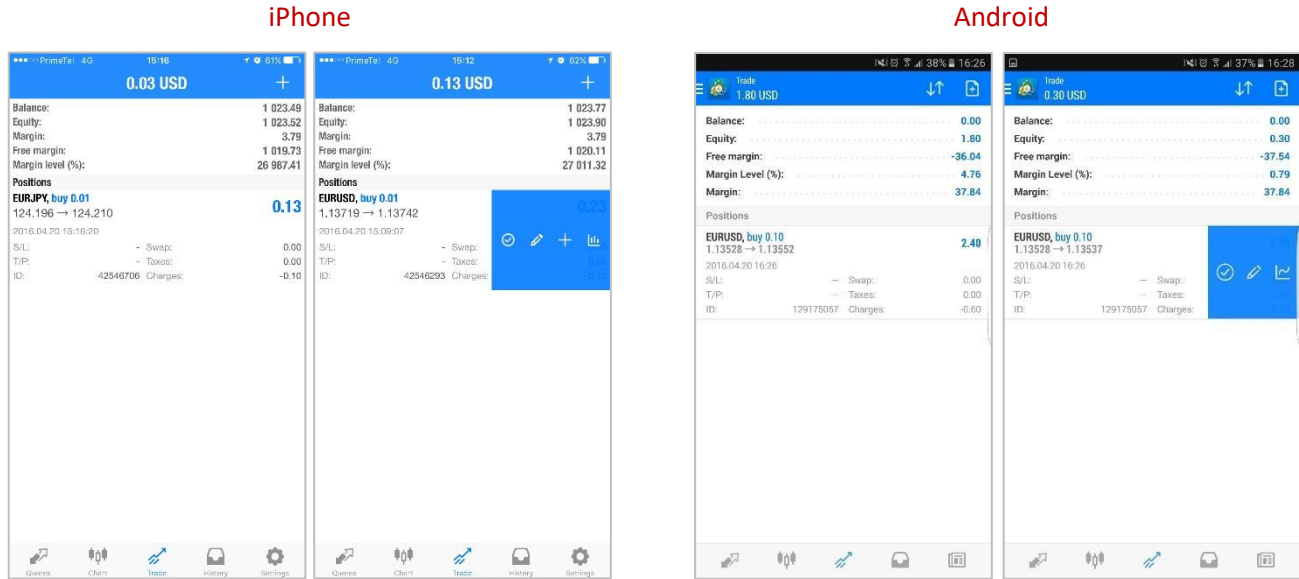 iPhone
Android
PrimeTel 4G 15:16 61%
0.03 USD +
Balance: 1 023.49
Equity: 1 023.52
Margin: 3.79
Free margin: 1 019.73
Margin level (%): 26 987.41
Positions
EURJPY, buy 0.01
124.196 → 124.210 0.13
2016.04.20 15:16:20
S/L: - Swap: 0.00
T/P: - Taxes: 0.00
ID: 42546706 Charges: -0.10
Quotes Chart Trade History Settings
PrimeTel 4G 15:12 62%
0.13 USD +
Balance: 1 023.77
Equity: 1 023.90
Margin: 3.79
Free margin: 1 020.11
Margin level (%): 27 011.32
Positions
EURUSD, buy 0.01
1.13719 → 1.13742 0.23
2016.04.20 15:09:07
S/L: - Swap:
T/P: - Taxes:
ID: 42546293 Charges: -0.10
Quotes Chart Trade History Settings
38% 16:26
Trade
1.80 USD
Balance: 0.00
Equity: 1.80
Free margin: -36.04
Margin Level (%): 4.76
Margin: 37.84
Positions
EURUSD, buy 0.10
1.13528 → 1.13552 2.40
2016.04.20 16:26
S/L: — Swap: 0.00
T/P: — Taxes: 0.00
ID: 129175057 Charges: -0.60
37% 16:28
Trade
0.30 USD
Balance: 0.00
Equity: 0.30
Free margin: -37.54
Margin Level (%): 0.79
Margin: 37.84
Positions
EURUSD, buy 0.10
1.13528 → 1.13537
2016.04.20 16:26
S/L: — Swap:
T/P: — Taxes:
ID: 129175057 Charges: